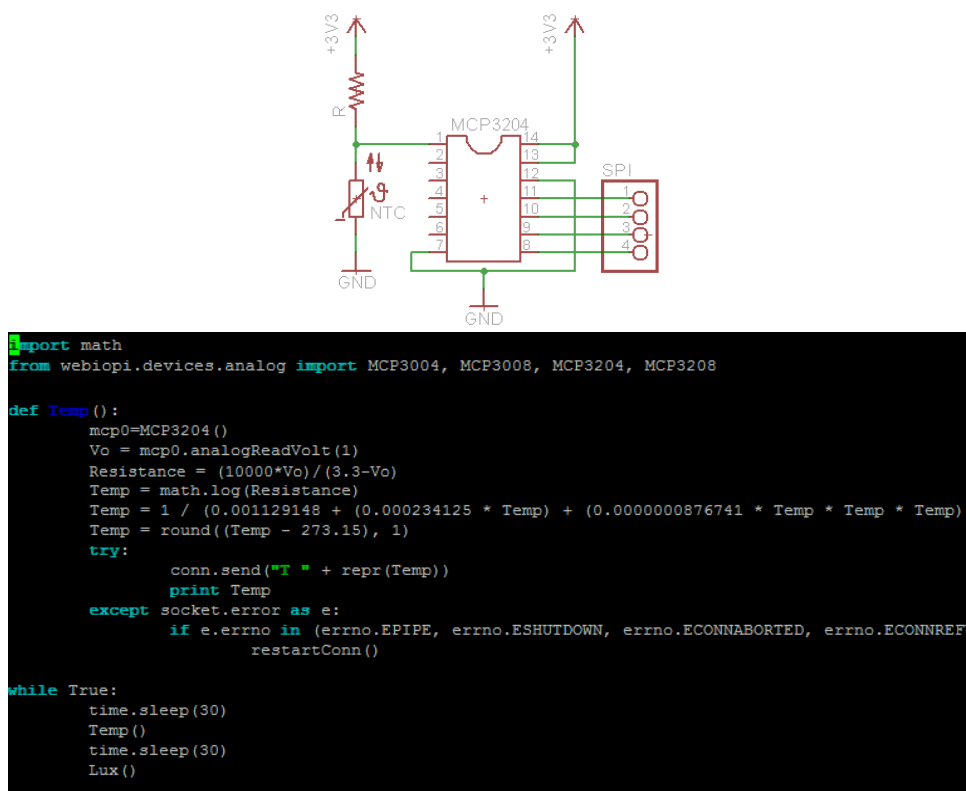 +3V3
+3V3
R
MCP3204
1
14
2
13
3
12
4
11
5
10
6
9
7
8
SPI
1
2
3
4
ϑ
NTC
GND
GND
import math
from webiopi.devices.analog import MCP3004, MCP3008, MCP3204, MCP3208
def Temp():
mcp0=MCP3204()
Vo = mcp0.analogReadVolt(1)
Resistance = (10000*Vo)/(3.3-Vo)
Temp = math.log(Resistance)
Temp = 1 / (0.001129148 + (0.000234125 * Temp) + (0.0000000876741 * Temp * Temp * Temp)
Temp = round((Temp - 273.15), 1)
try:
conn.send("T " + repr(Temp))
print Temp
except socket.error as e:
if e.errno in (errno.EPIPE, errno.ESHUTDOWN, errno.ECONNABORTED, errno.ECONNREF
restartConn()
while True:
time.sleep(30)
Temp()
time.sleep(30)
Lux()